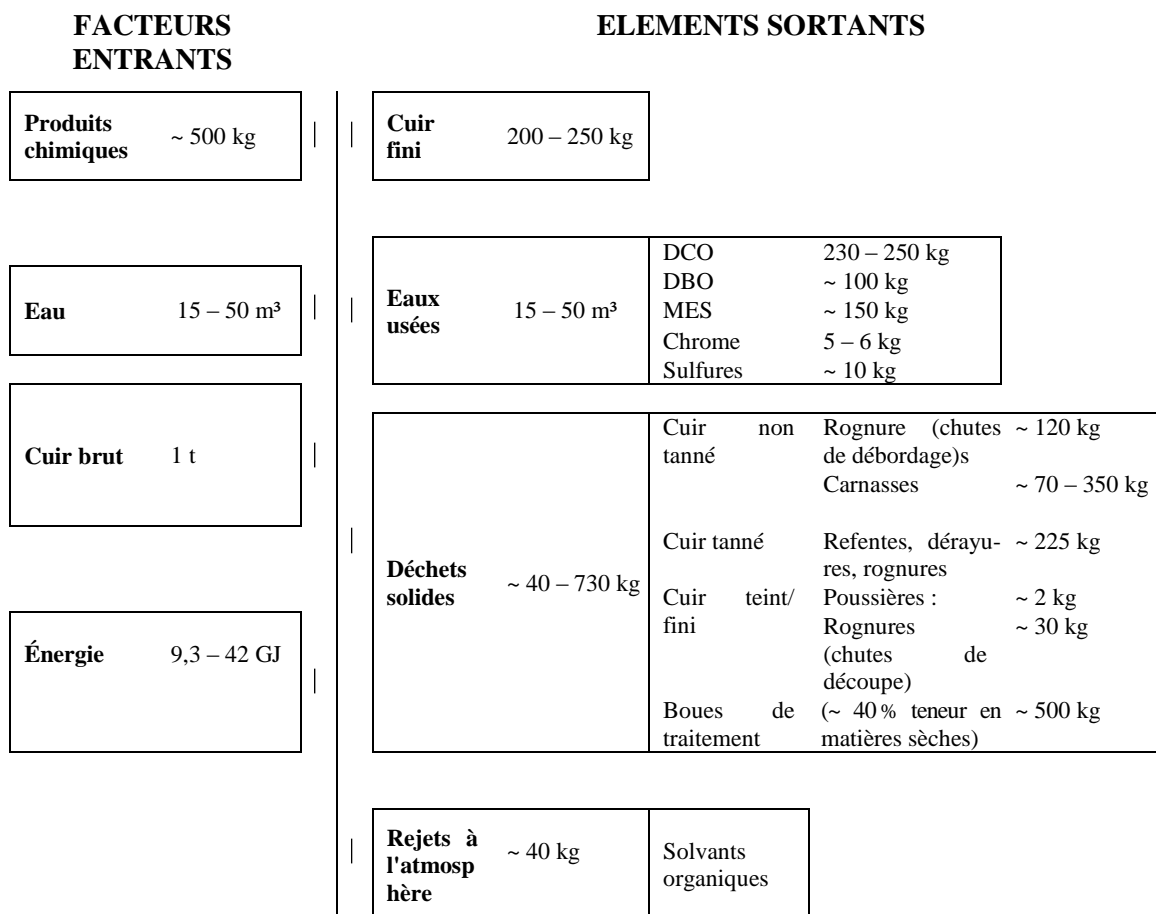 FACTEURS
ENTRANTS
ELEMENTS SORTANTS
Produits
chimiques
~ 500 kg
Cuir
fini
200 – 250 kg
Eau
15 – 50 m³
Eaux
usées
15 – 50 m³
DCO 230 – 250 kg
DBO ~ 100 kg
MES ~ 150 kg
Chrome 5 – 6 kg
Sulfures ~ 10 kg
Cuir brut 1 t
Énergie 9,3 – 42 GJ
Déchets
solides
~ 40 – 730 kg
Cuir non Rognure (chutes ~ 120 kg
tanné de débordage)s
Carnasses ~ 70 – 350 kg
Cuir tanné Refentes, dérayu- ~ 225 kg
res, rognures
Cuir teint/ Poussières : ~ 2 kg
fini Rognures ~ 30 kg
(chutes de
découpe)
Boues de (~ 40 % teneur en ~ 500 kg
traitement matières sèches)
Rejets à
l'atmosp
hère
~ 40 kg
Solvants
organiques